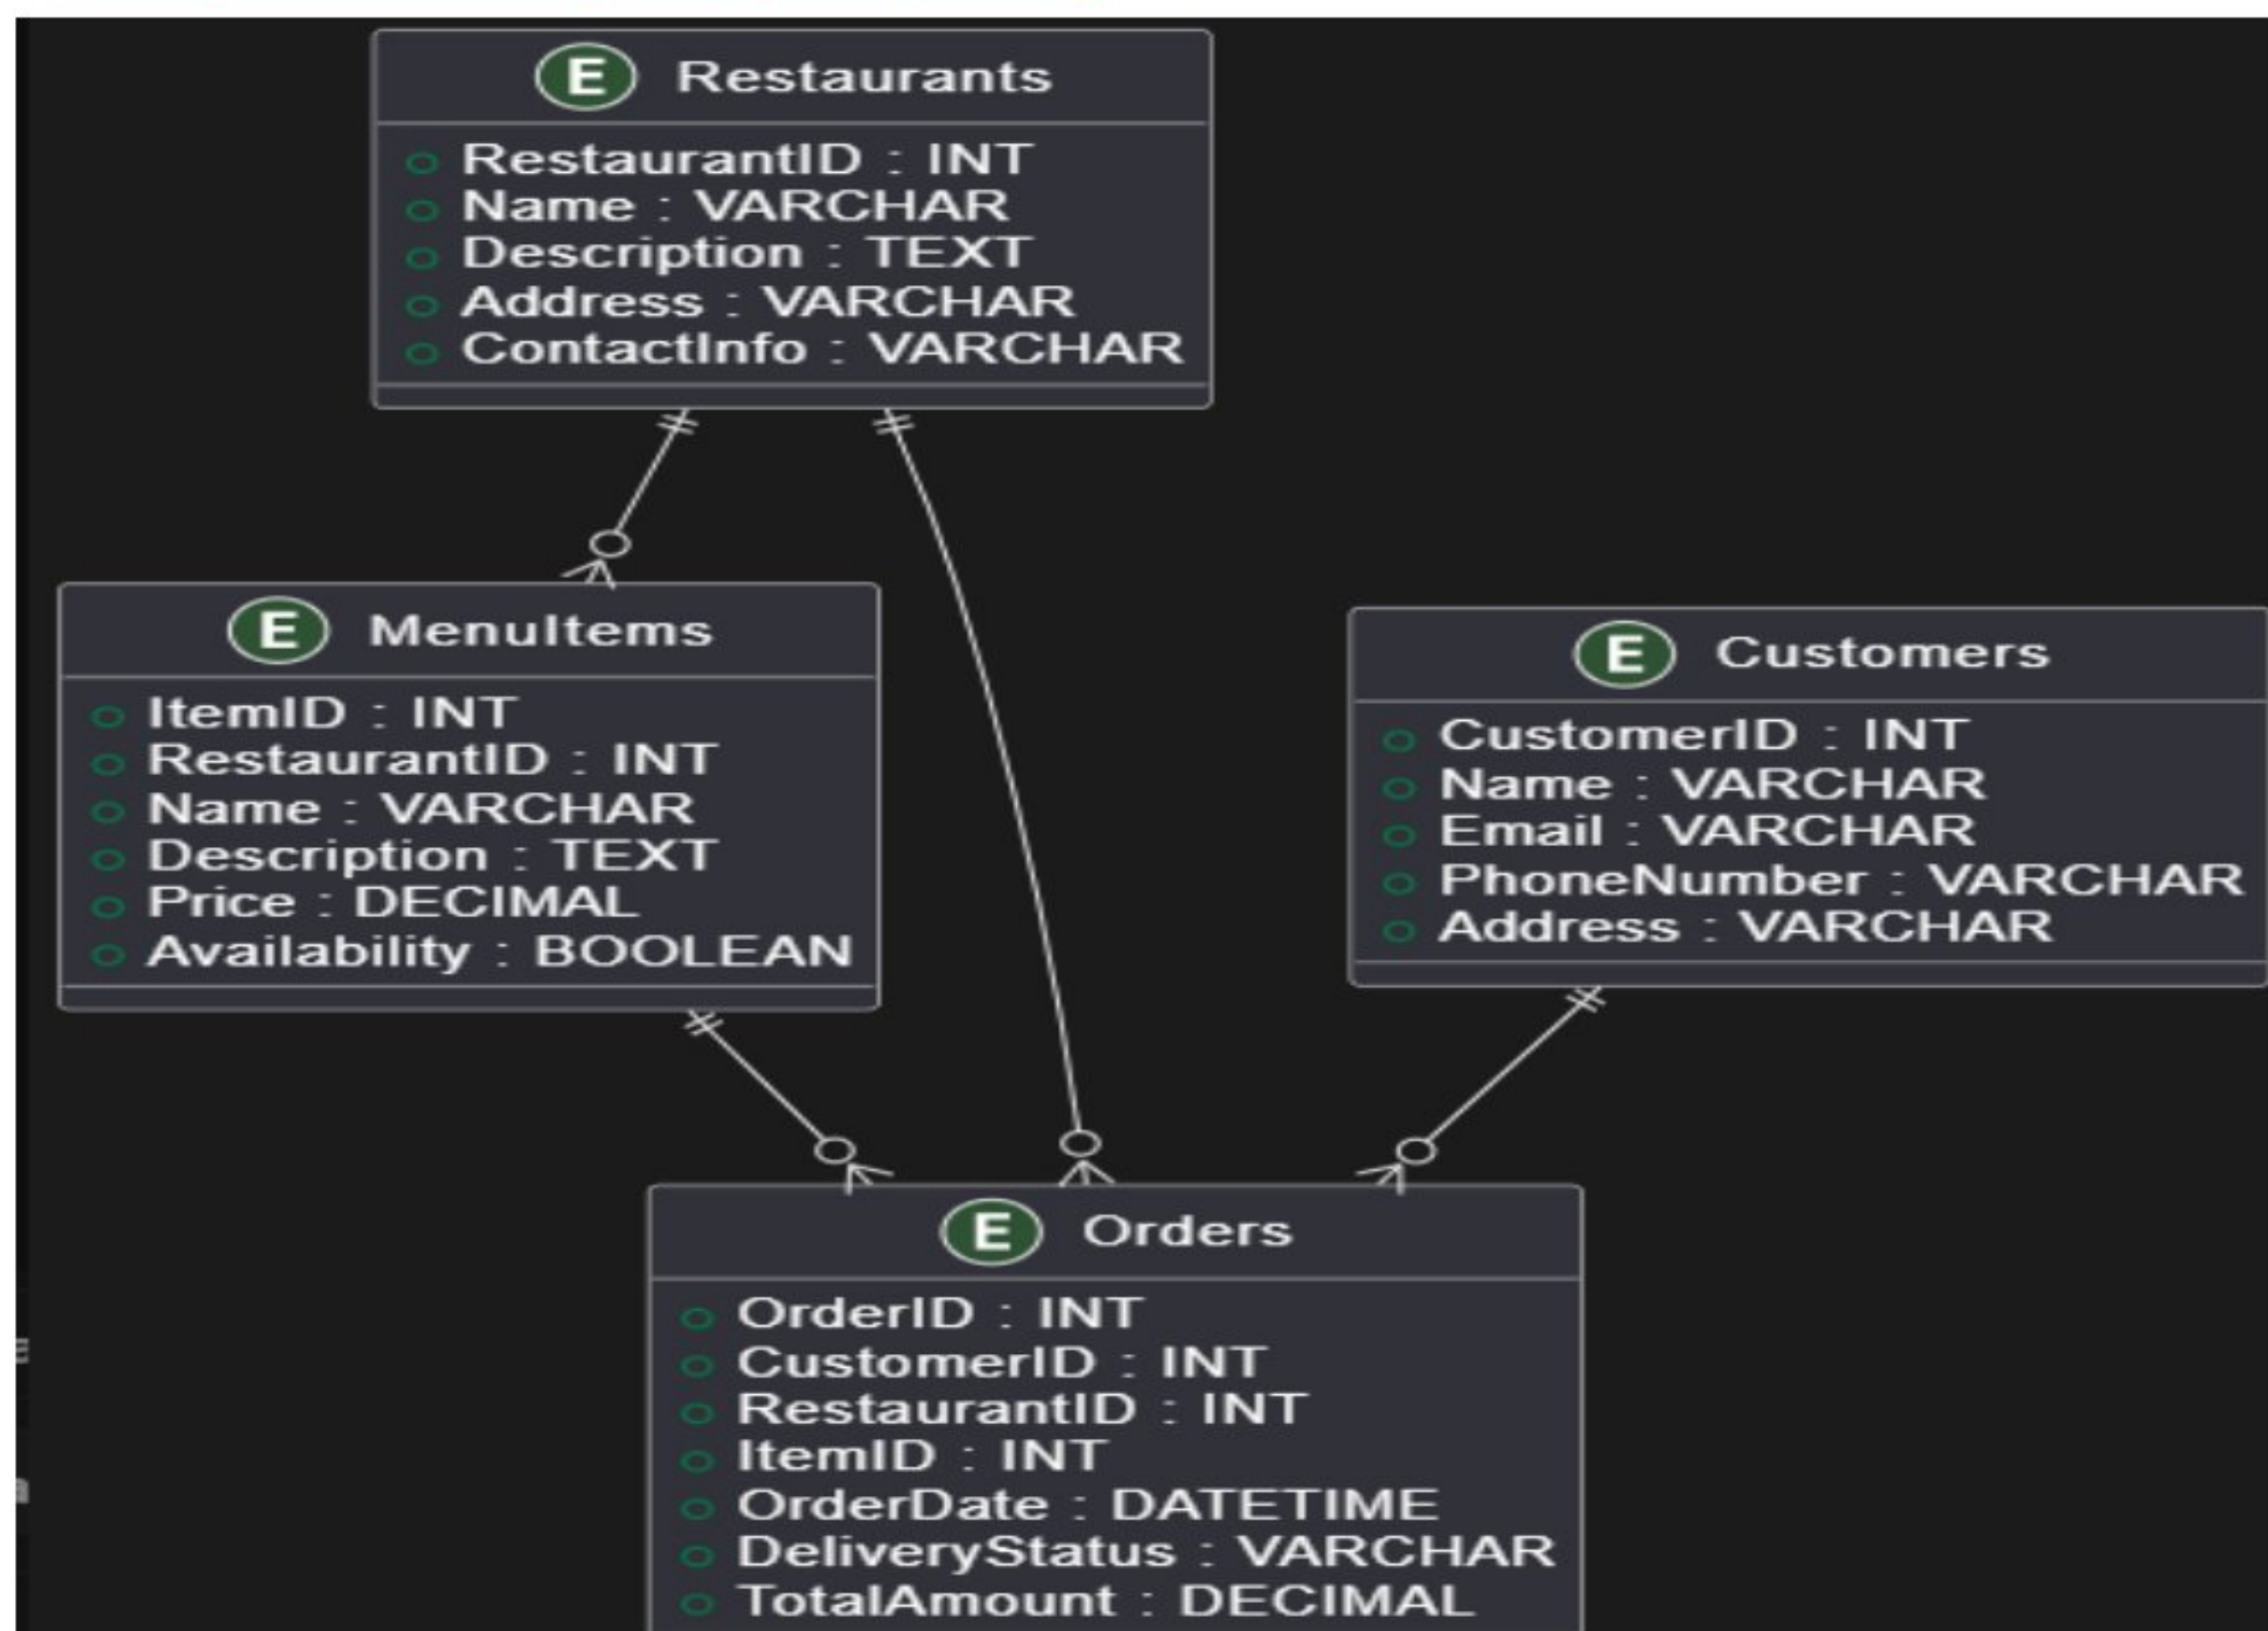 E Restaurants
RestaurantID : INT
Name : VARCHAR
Description : TEXT
Address : VARCHAR
ContactInfo : VARCHAR
E MenuItems
ItemID : INT
RestaurantID : INT
Name : VARCHAR
Description : TEXT
Price : DECIMAL
Availability : BOOLEAN
E Customers
CustomerID : INT
Name : VARCHAR
Email : VARCHAR
PhoneNumber : VARCHAR
Address : VARCHAR
E Orders
OrderID : INT
CustomerID : INT
RestaurantID : INT
ItemID : INT
OrderDate : DATETIME
DeliveryStatus : VARCHAR
TotalAmount : DECIMAL